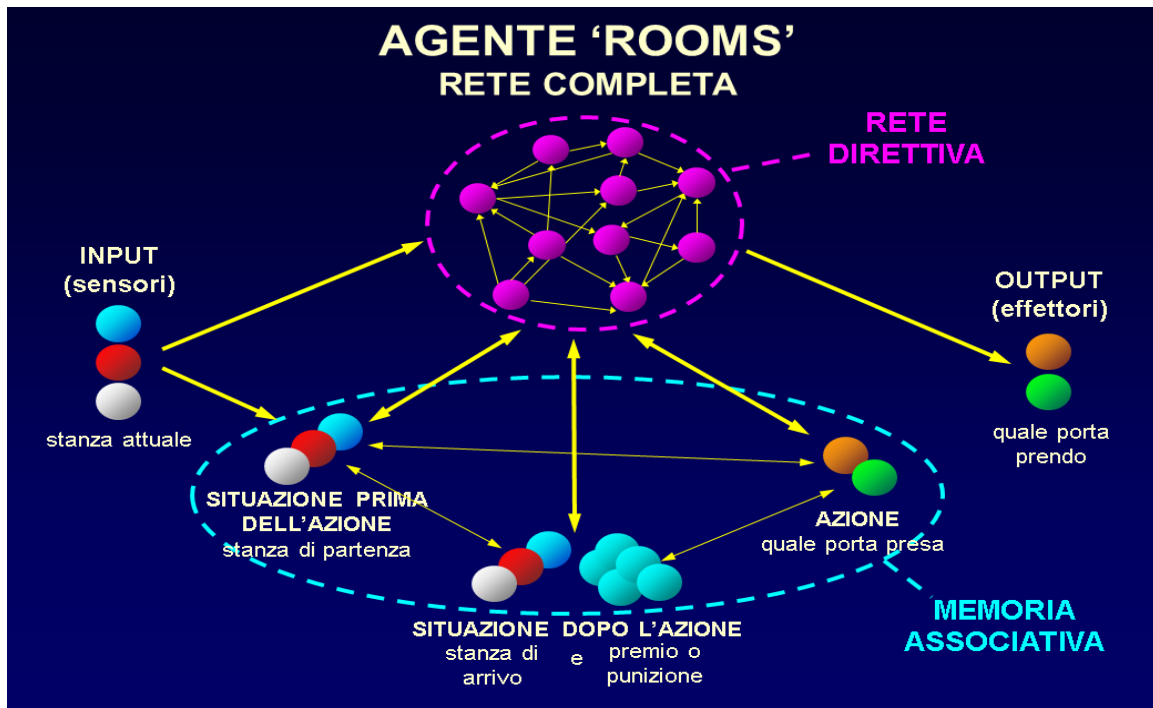 AGENTE ‘ROOMS’
RETE COMPLETA
RETE
DIRETTIVA
INPUT
(sensori)
stanza attuale
OUTPUT
(effettori)
quale porta
prendo
SITUAZIONE PRIMA
DELL’AZIONE
stanza di partenza
AZIONE
quale porta presa
SITUAZIONE DOPO L’AZIONE
stanza di
arrivo
e
premio o
punizione
MEMORIA
ASSOCIATIVA